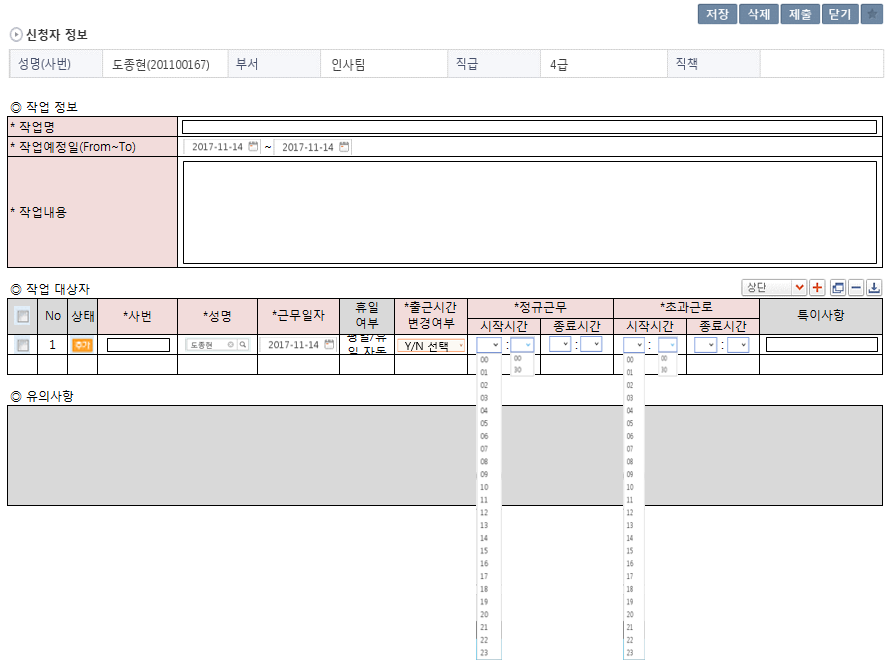 저장 삭제 제출 닫기
신청자 정보
성명(사번) 도종현(201100167) 부서 인사팀 직급 4급 직책
◎ 작업 정보
* 작업명
* 작업예정일(From~To) 2017-11-14 ~ 2017-11-14
* 작업내용
◎ 작업 대상자 상단
No 상태 *사번 *성명 *근무일자 휴일 여부 *출근시간 변경여부 *정규근무 *초과근로 특이사항
시작시간 종료시간 시작시간 종료시간
1 추가 도종현 2017-11-14 평일/휴일 자동 Y/N 선택 : : : :
00 00 00 00
01 30 01 30
02 02
03 03
04 04
05 05
06 06
07 07
08 08
09 09
10 10
11 11
12 12
13 13
14 14
15 15
16 16
17 17
18 18
19 19
20 20
21 21
22 22
23 23
◎ 유의사항